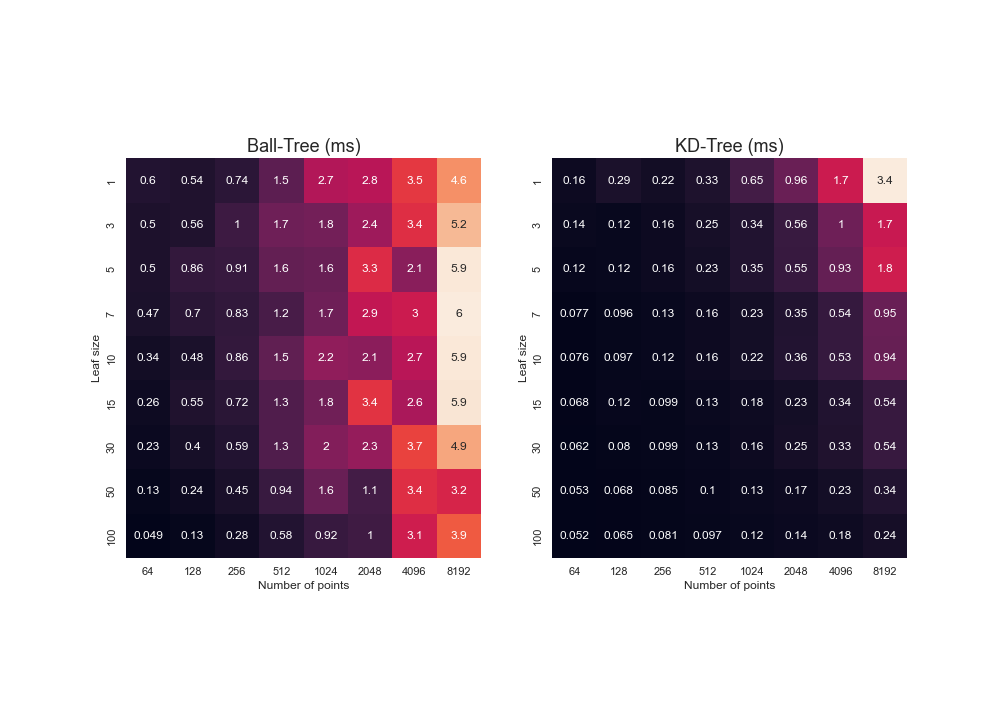 Ball-Tree (ms)
Leaf size
1 0.6 0.54 0.74 1.5 2.7 2.8 3.5 4.6
3 0.5 0.56 1 1.7 1.8 2.4 3.4 5.2
5 0.5 0.86 0.91 1.6 1.6 3.3 2.1 5.9
7 0.47 0.7 0.83 1.2 1.7 2.9 3 6
10 0.34 0.48 0.86 1.5 2.2 2.1 2.7 5.9
15 0.26 0.55 0.72 1.3 1.8 3.4 2.6 5.9
30 0.23 0.4 0.59 1.3 2 2.3 3.7 4.9
50 0.13 0.24 0.45 0.94 1.6 1.1 3.4 3.2
100 0.049 0.13 0.28 0.58 0.92 1 3.1 3.9
64 128 256 512 1024 2048 4096 8192
Number of points
KD-Tree (ms)
Leaf size
1 0.16 0.29 0.22 0.33 0.65 0.96 1.7 3.4
3 0.14 0.12 0.16 0.25 0.34 0.56 1 1.7
5 0.12 0.12 0.16 0.23 0.35 0.55 0.93 1.8
7 0.077 0.096 0.13 0.16 0.23 0.35 0.54 0.95
10 0.076 0.097 0.12 0.16 0.22 0.36 0.53 0.94
15 0.068 0.12 0.099 0.13 0.18 0.23 0.34 0.54
30 0.062 0.08 0.099 0.13 0.16 0.25 0.33 0.54
50 0.053 0.068 0.085 0.1 0.13 0.17 0.23 0.34
100 0.052 0.065 0.081 0.097 0.12 0.14 0.18 0.24
64 128 256 512 1024 2048 4096 8192
Number of points